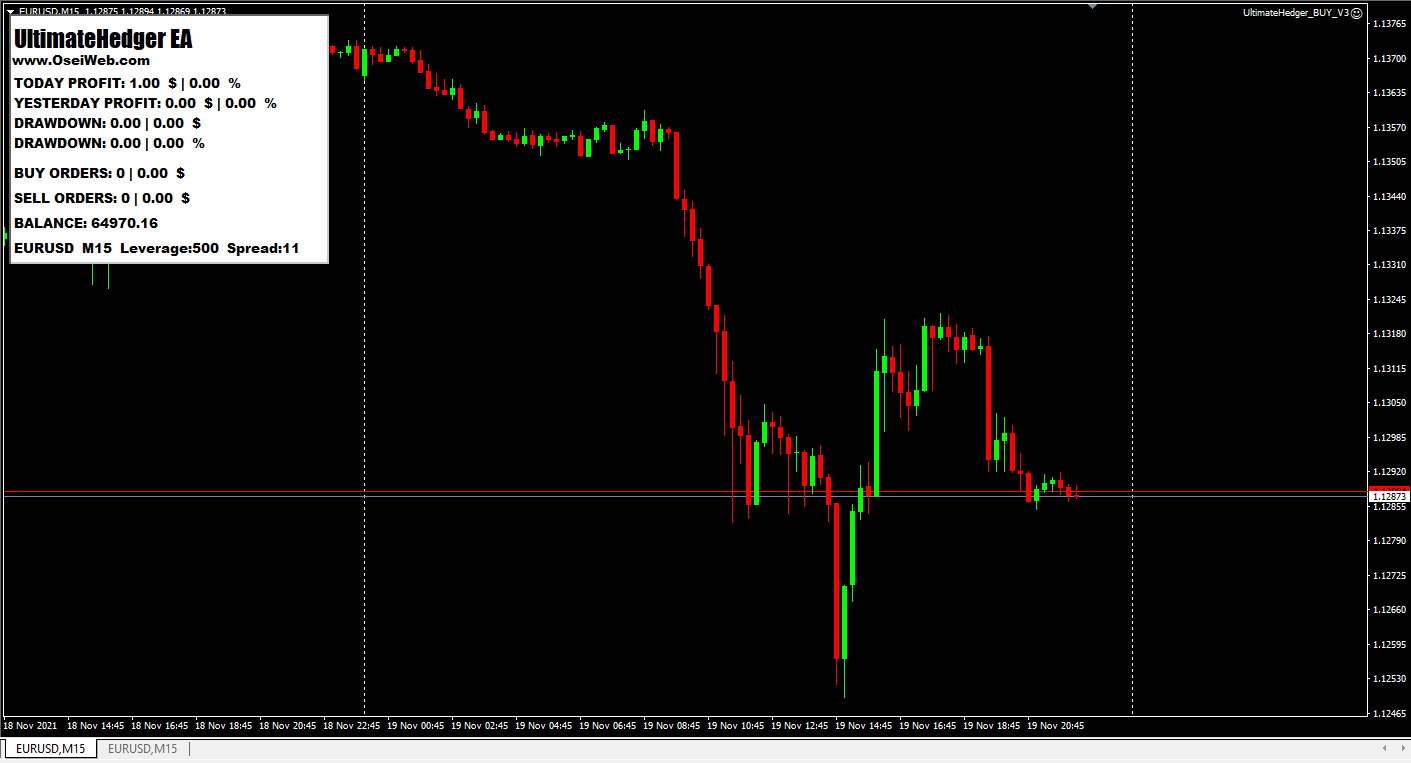 EURUSD,M15 1.12875 1.12894 1.12869 1.12873
UltimateHedger_BUY_V3
UltimateHedger EA
www.OseiWeb.com
TODAY PROFIT: 1.00 $ | 0.00 %
YESTERDAY PROFIT: 0.00 $ | 0.00 %
DRAWDOWN: 0.00 | 0.00 $
DRAWDOWN: 0.00 | 0.00 %
BUY ORDERS: 0 | 0.00 $
SELL ORDERS: 0 | 0.00 $
BALANCE: 64970.16
EURUSD M15 Leverage:500 Spread:11
1.13765
1.13700
1.13635
1.13570
1.13505
1.13440
1.13375
1.13310
1.13245
1.13180
1.13115
1.13050
1.12985
1.12920
1.12873
1.12855
1.12790
1.12725
1.12660
1.12595
1.12530
1.12465
18 Nov 2021 18 Nov 14:45 18 Nov 16:45 18 Nov 18:45 18 Nov 20:45 18 Nov 22:45 19 Nov 00:45 19 Nov 02:45 19 Nov 04:45 19 Nov 06:45 19 Nov 08:45 19 Nov 10:45 19 Nov 12:45 19 Nov 14:45 19 Nov 16:45 19 Nov 18:45 19 Nov 20:45
EURUSD,M15 EURUSD,M15